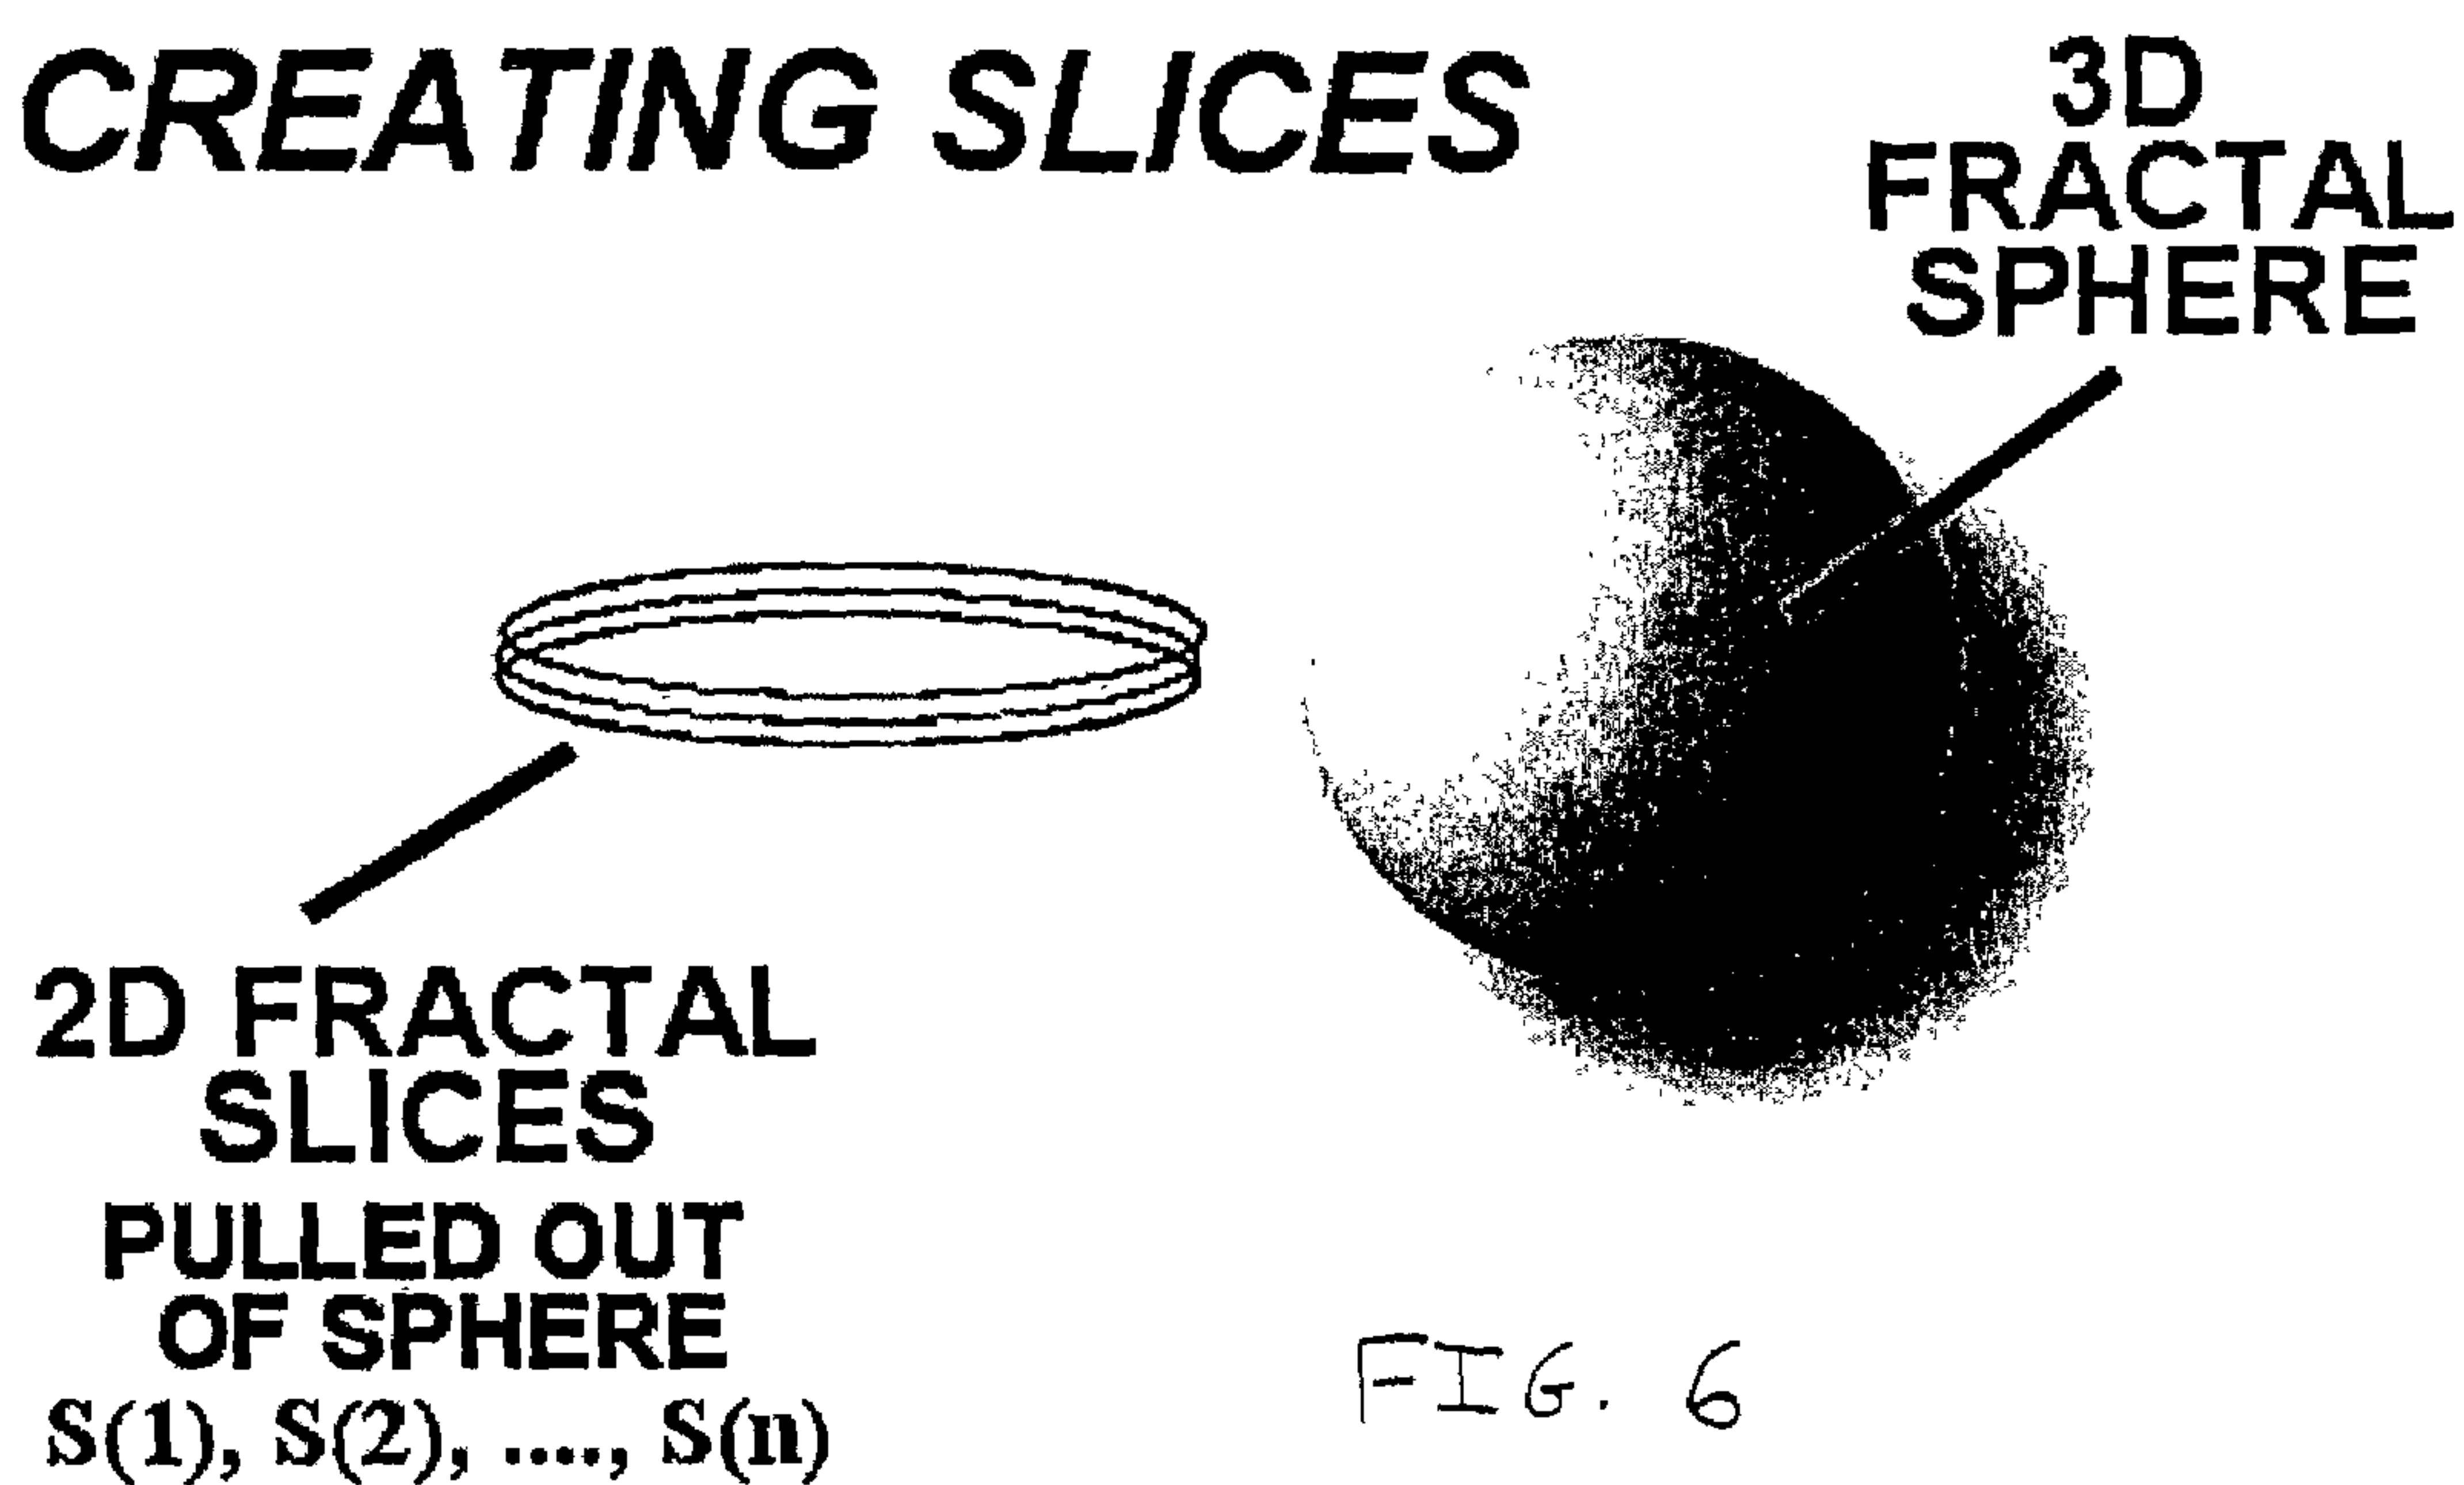 CREATING SLICES
3D
FRACTAL
SPHERE
2D FRACTAL
SLICES
PULLED OUT
OF SPHERE
S(1), S(2), ...., S(n)
FIG. 6